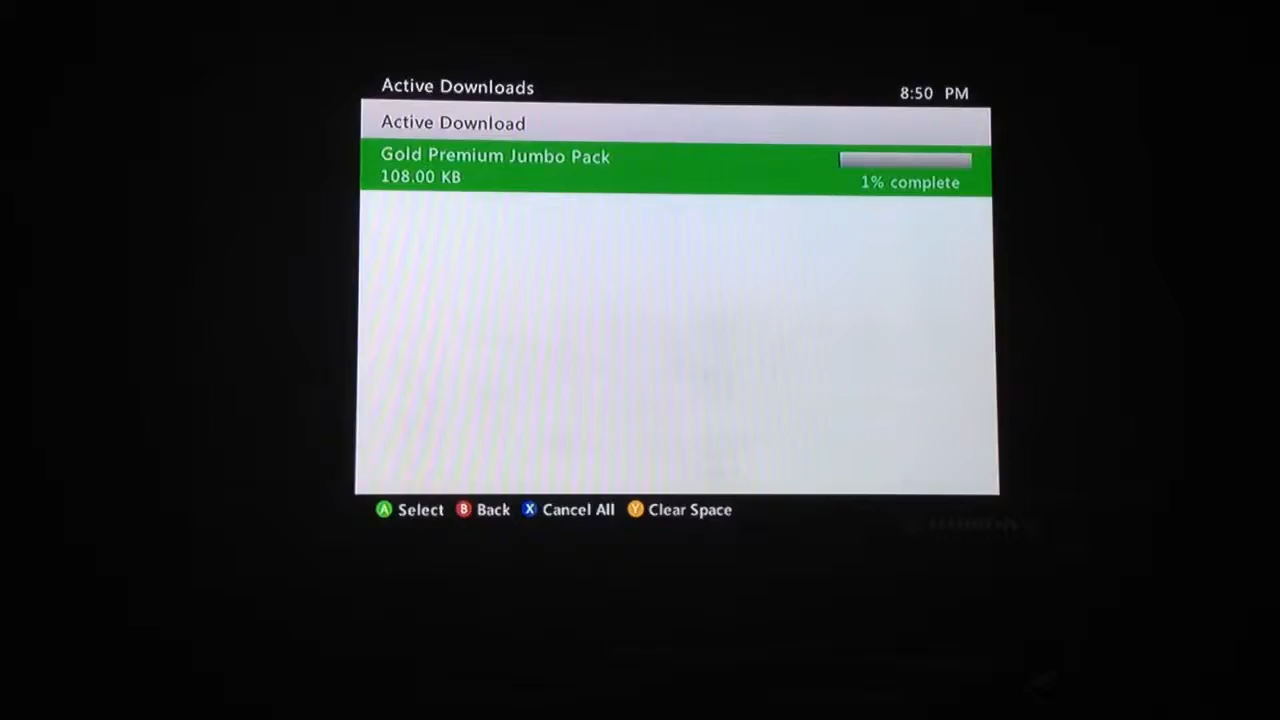 Active Downloads
8:50 PM
Active Download
Gold Premium Jumbo Pack
108.00 KB
1% complete
A Select B Back X Cancel All Y Clear Space